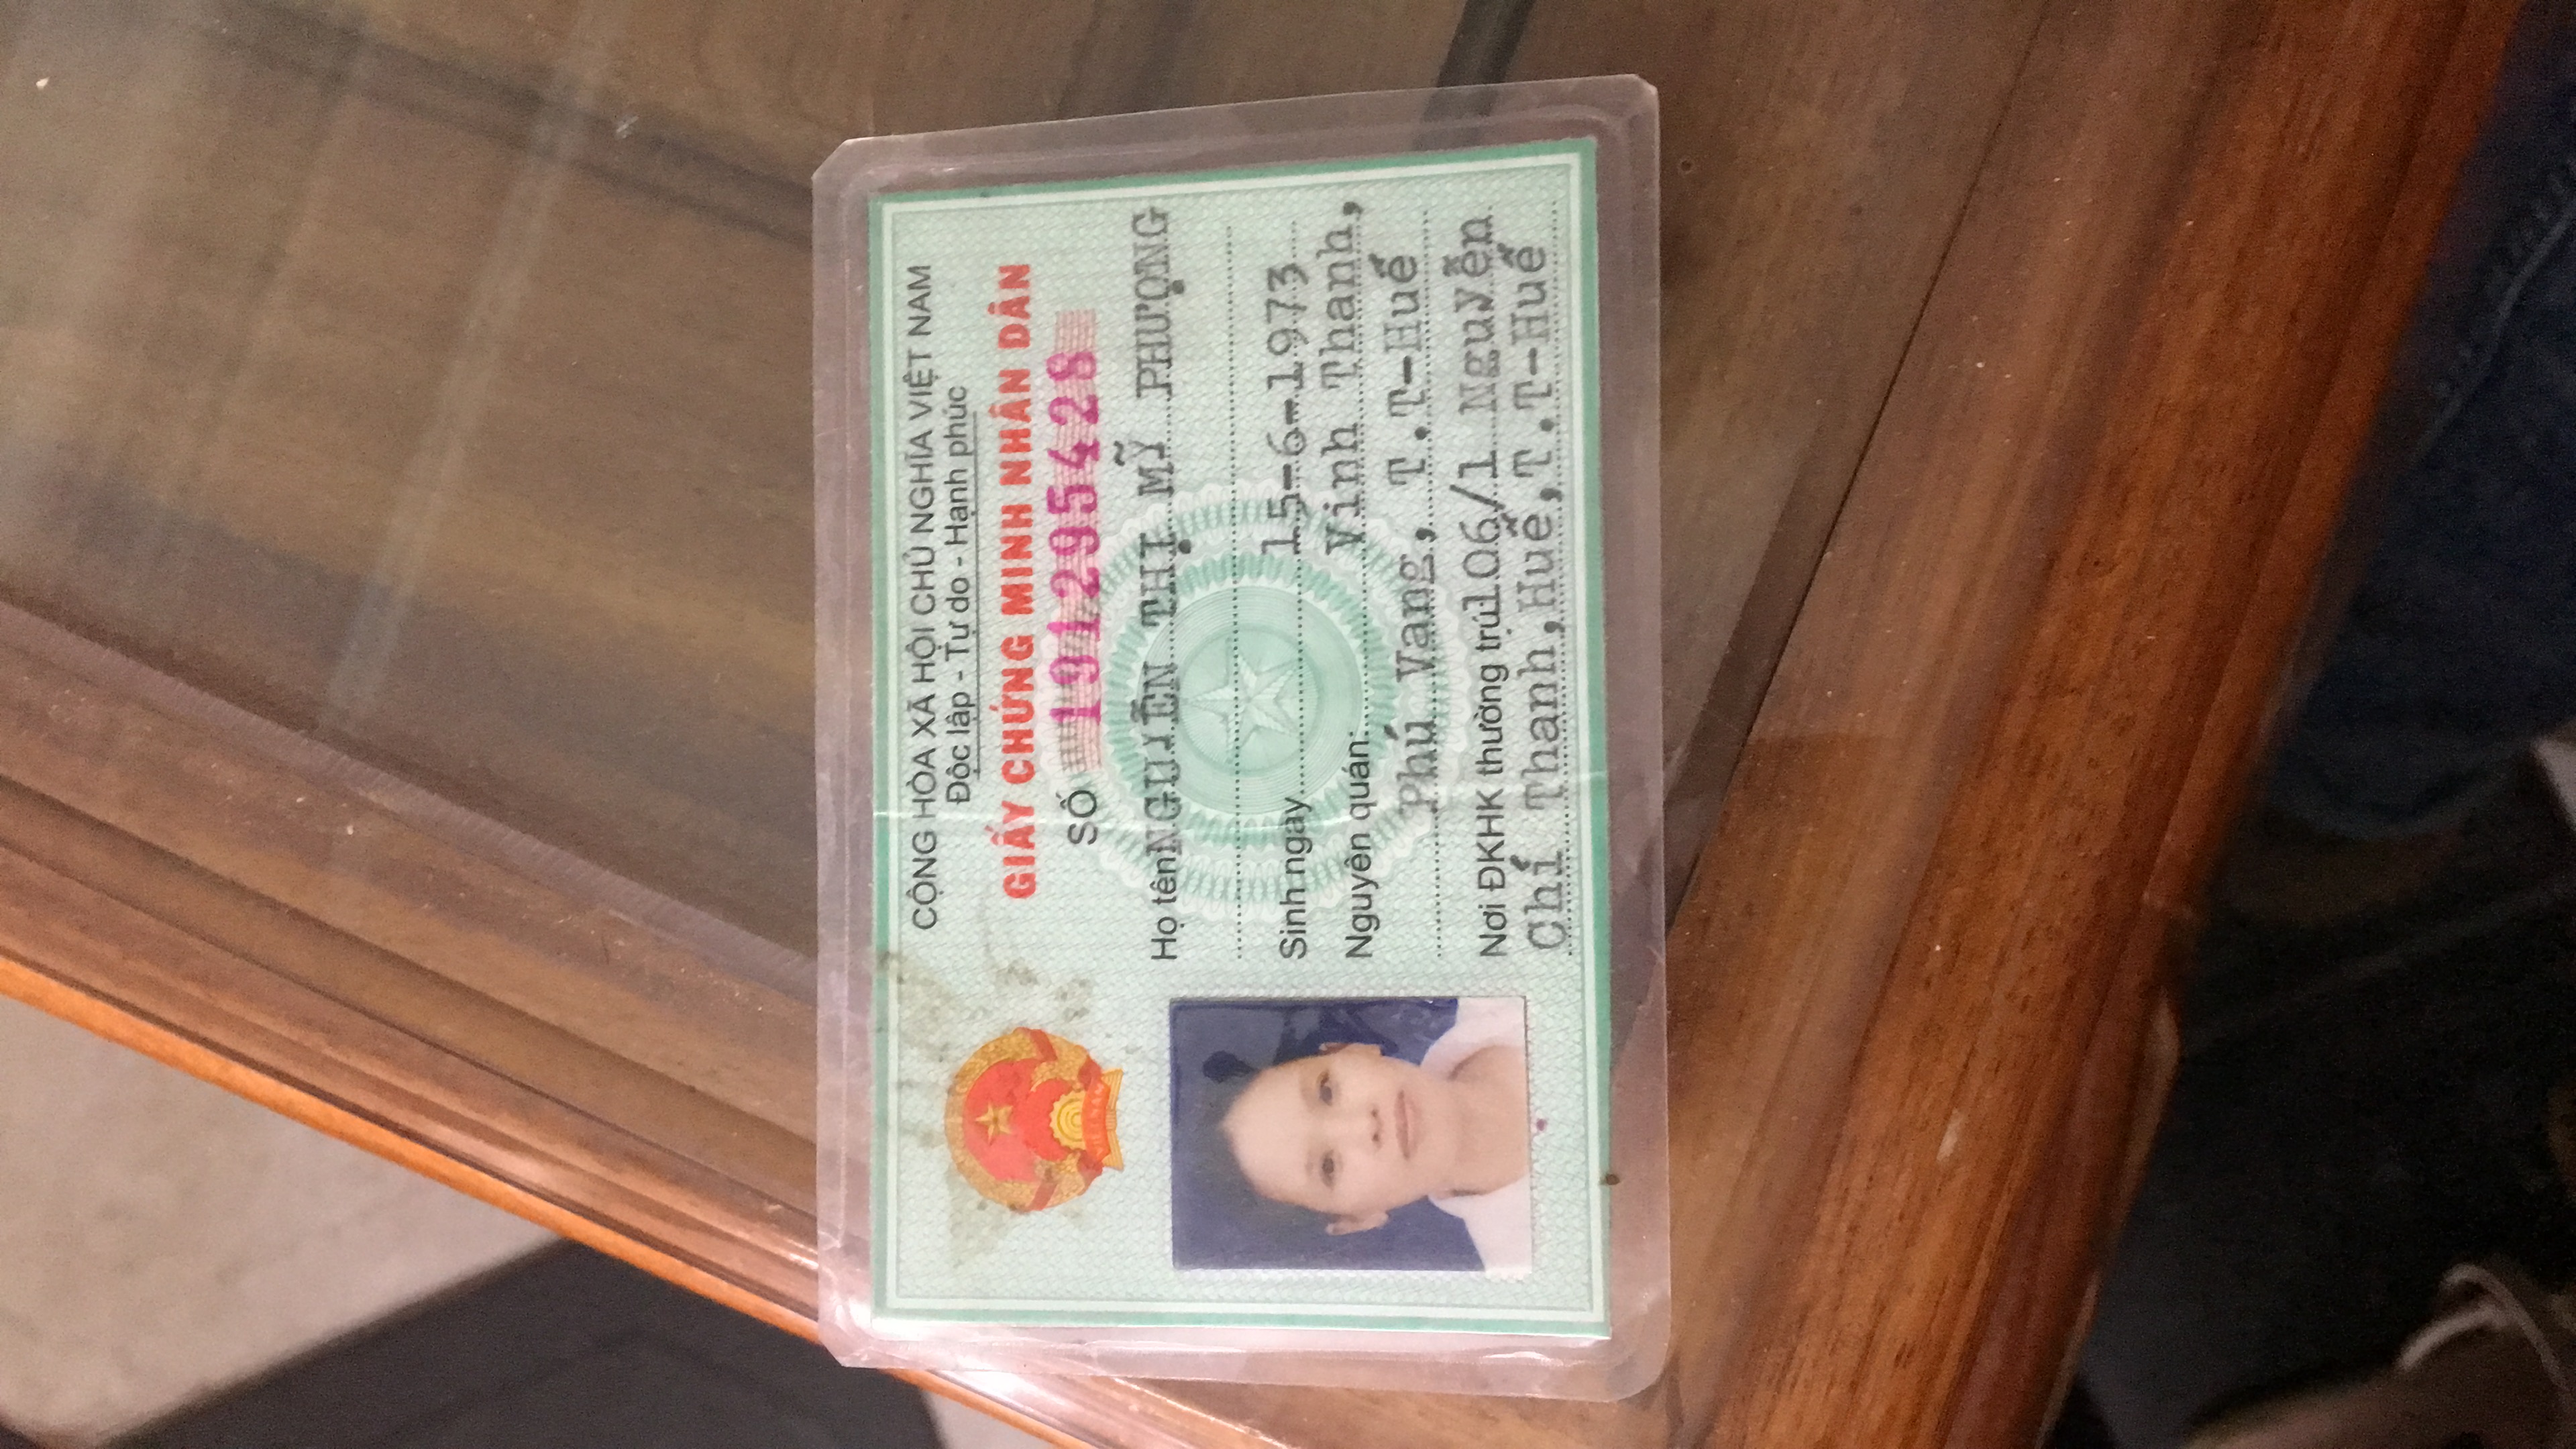 CỘNG HÒA XÃ HỘI CHỦ NGHĨA VIỆT NAM
Độc lập - Tự do - Hạnh phúc
GIẤY CHỨNG MINH NHÂN DÂN
SỐ 191295428
VIỆT NAM
Họ tên: NGUYỄN THỊ MỸ PHƯỢNG
Sinh ngày 15-6-1973
Nguyên quán: Vinh Thanh,
Phú Vang, T.T-Huế
Nơi ĐKHK thường trú: 106/1 Nguyễn
Chí Thanh, Huế, T.T-Huế